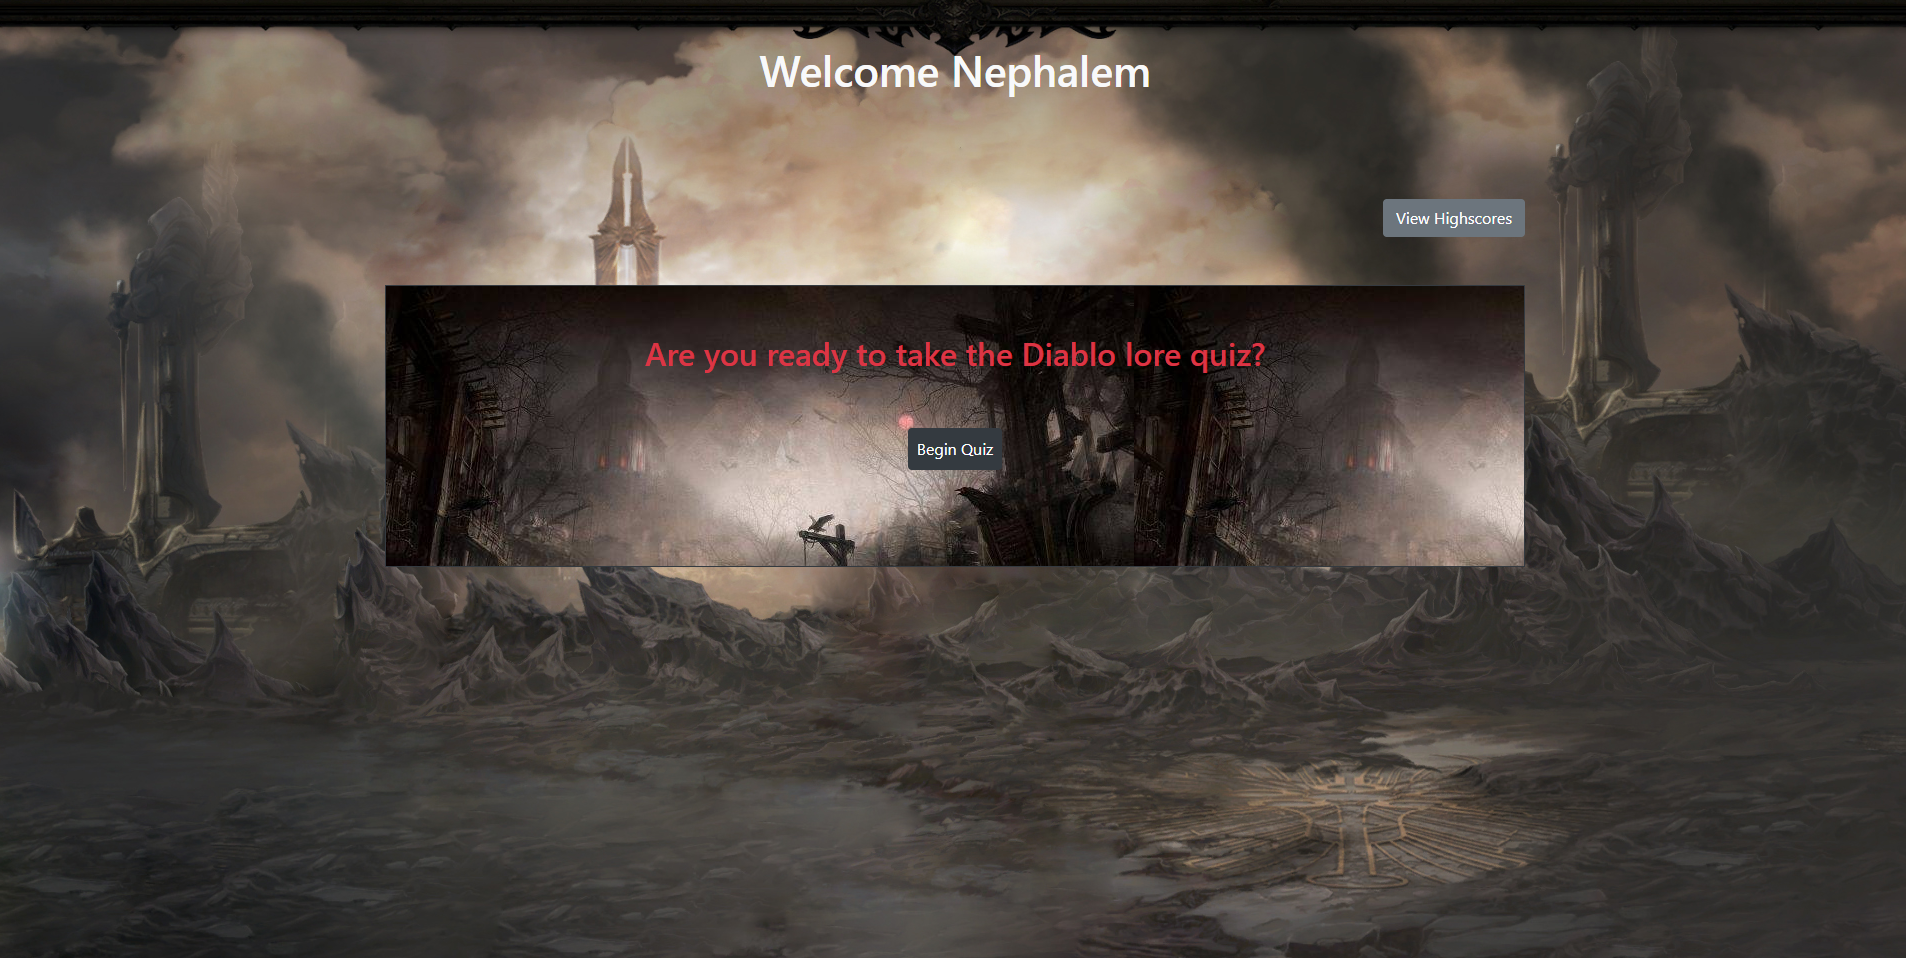 Welcome Nephalem
View Highscores
Are you ready to take the Diablo lore quiz?
Begin Quiz